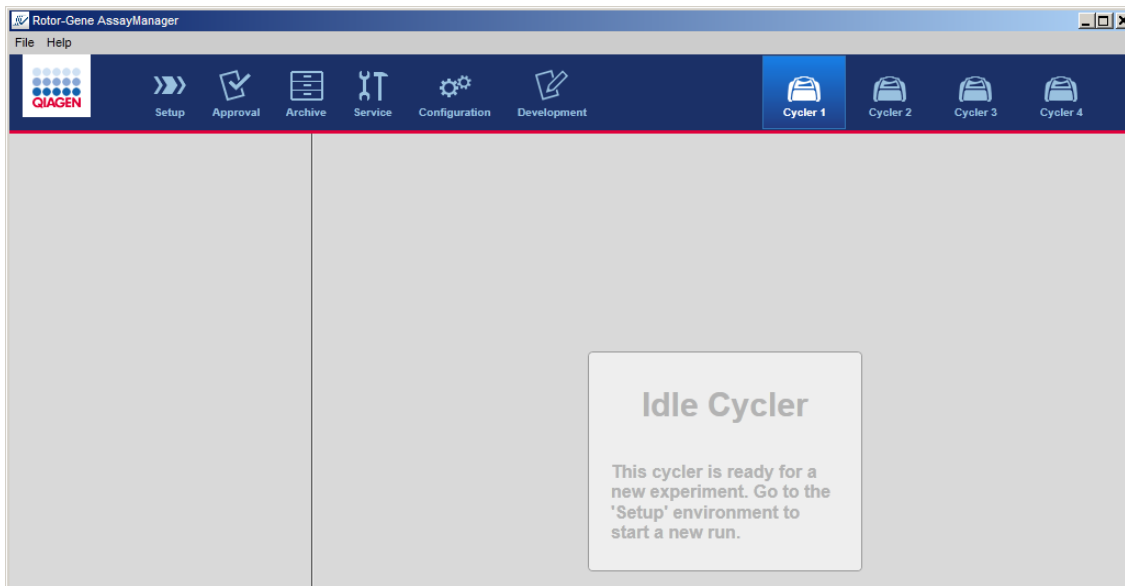 Rotor-Gene AssayManager
File Help
QIAGEN
Setup Approval Archive Service Configuration Development Cycler 1 Cycler 2 Cycler 3 Cycler 4
Idle Cycler
This cycler is ready for a
new experiment. Go to the
'Setup' environment to
start a new run.